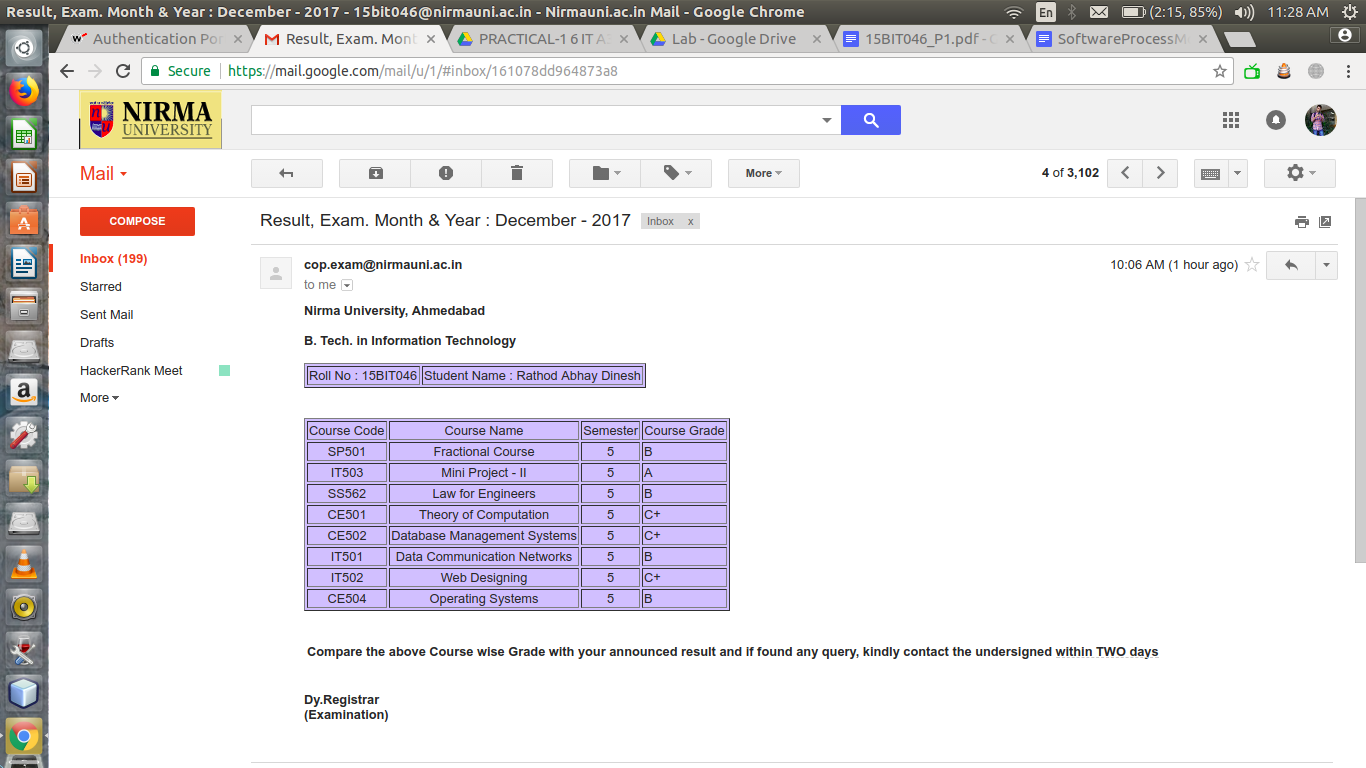 Result, Exam. Month & Year : December - 2017 - 15bit046@nirmauni.ac.in - Nirmauni.ac.in Mail - Google Chrome
En (2:15, 85%) 11:28 AM
Authentication Por × Result, Exam. Mont × PRACTICAL-1 6 IT A × Lab - Google Drive × 15BIT046_P1.pdf - × SoftwareProcessM ×
Secure https://mail.google.com/mail/u/1/#inbox/161078dd964873a8
NIRMA
UNIVERSITY
Mail More 4 of 3,102
COMPOSE
Result, Exam. Month & Year : December - 2017 Inbox x
Inbox (199)
Starred
Sent Mail
Drafts
HackerRank Meet
More
cop.exam@nirmauni.ac.in 10:06 AM (1 hour ago)
to me
Nirma University, Ahmedabad
B. Tech. in Information Technology
Roll No : 15BIT046 Student Name : Rathod Abhay Dinesh
Course Code Course Name Semester Course Grade
SP501 Fractional Course 5 B
IT503 Mini Project - II 5 A
SS562 Law for Engineers 5 B
CE501 Theory of Computation 5 C+
CE502 Database Management Systems 5 C+
IT501 Data Communication Networks 5 B
IT502 Web Designing 5 C+
CE504 Operating Systems 5 B
Compare the above Course wise Grade with your announced result and if found any query, kindly contact the undersigned within TWO days
Dy.Registrar
(Examination)